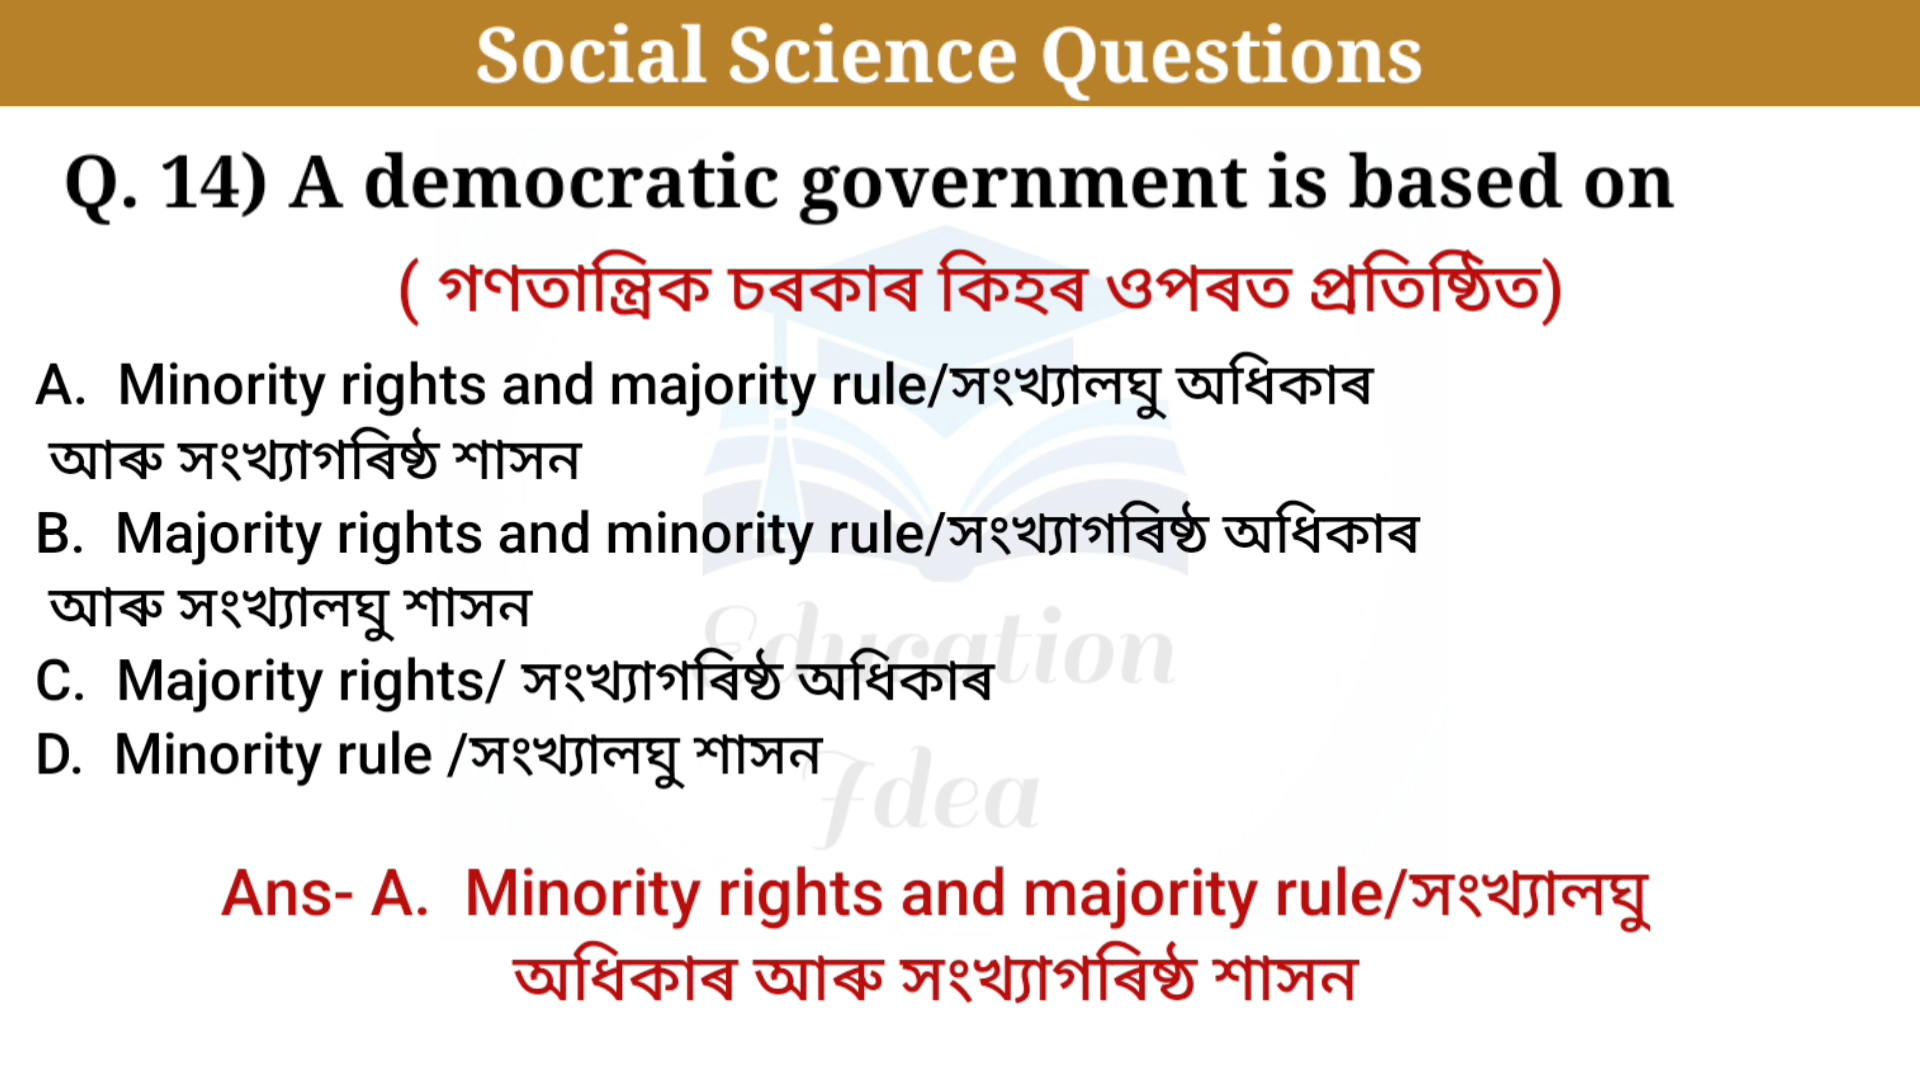 Social Science Questions
Q. 14) A democratic government is based on
( গণতান্ত্ৰিক চৰকাৰ কিহৰ ওপৰত প্ৰতিষ্ঠিত)
A. Minority rights and majority rule/সংখ্যালঘু অধিকাৰ
আৰু সংখ্যাগৰিষ্ঠ শাসন
B. Majority rights and minority rule/সংখ্যাগৰিষ্ঠ অধিকাৰ
আৰু সংখ্যালঘু শাসন
Education
C. Majority rights/ সংখ্যাগৰিষ্ঠ অধিকাৰ
D. Minority rule /সংখ্যালঘু শাসন
Idea
Ans- A. Minority rights and majority rule/সংখ্যালঘু
অধিকাৰ আৰু সংখ্যাগৰিষ্ঠ শাসন